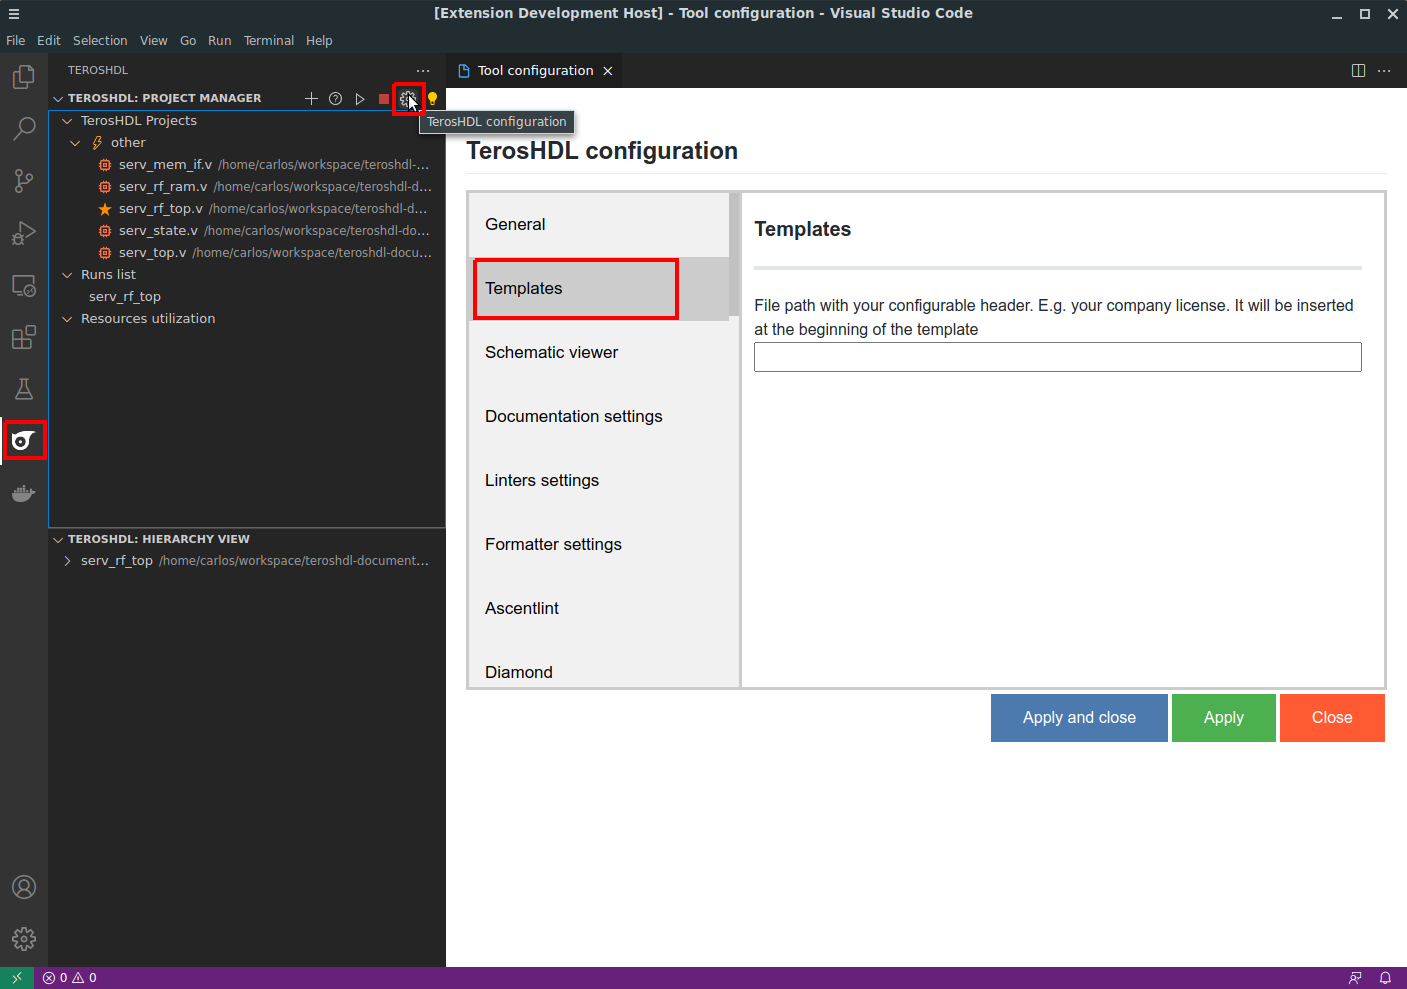 [Extension Development Host] - Tool configuration - Visual Studio Code
File Edit Selection View Go Run Terminal Help
TEROSHDL
Tool configuration
TEROSHDL: PROJECT MANAGER
TerosHDL configuration
TerosHDL Projects
other
serv_mem_if.v /home/carlos/workspace/teroshdl-...
serv_rf_ram.v /home/carlos/workspace/teroshdl-d...
serv_rf_top.v /home/carlos/workspace/teroshdl-d...
serv_state.v /home/carlos/workspace/teroshdl-do...
serv_top.v /home/carlos/workspace/teroshdl-docu...
Runs list
serv_rf_top
Resources utilization
TEROSHDL: HIERARCHY VIEW
serv_rf_top /home/carlos/workspace/teroshdl-document...
TerosHDL configuration
General
Templates
Schematic viewer
Documentation settings
Linters settings
Formatter settings
Ascentlint
Diamond
Templates
File path with your configurable header. E.g. your company license. It will be inserted
at the beginning of the template
Apply and close
Apply
Close
0 0